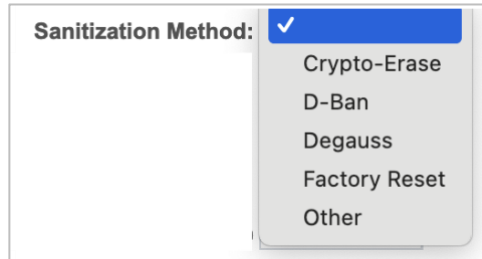 Sanitization Method: ✓
Crypto-Erase
D-Ban
Degauss
Factory Reset
Other